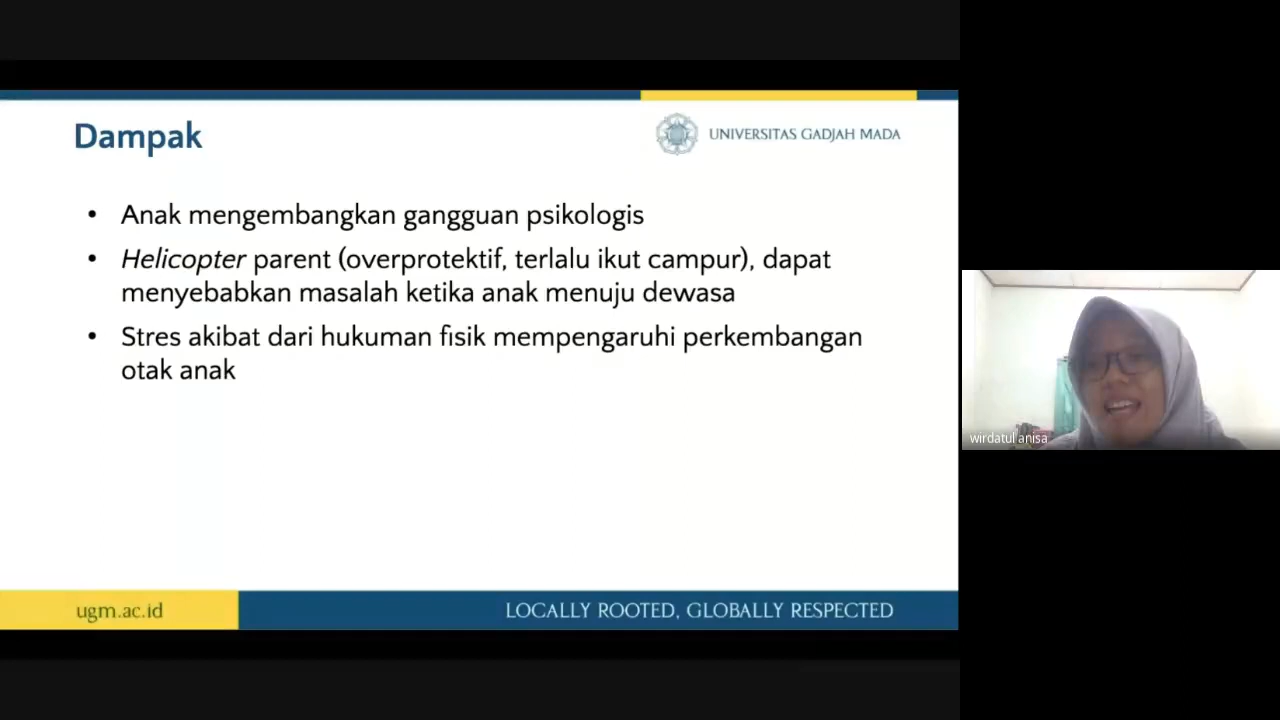 Dampak
UNIVERSITAS GADJAH MADA
• Anak mengembangkan gangguan psikologis
• Helicopter parent (overprotektif, terlalu ikut campur), dapat
menyebabkan masalah ketika anak menuju dewasa
• Stres akibat dari hukuman fisik mempengaruhi perkembangan
otak anak
wirdatul anisa
ugm.ac.id
LOCALLY ROOTED, GLOBALLY RESPECTED